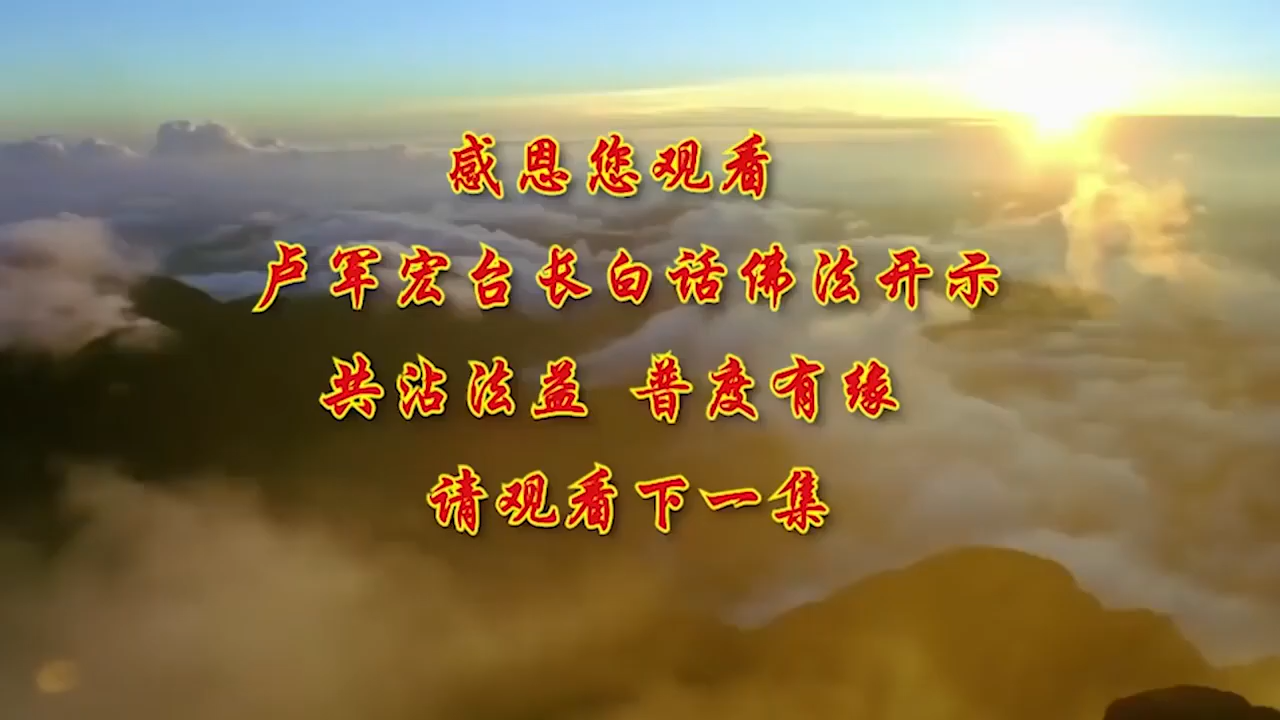 感恩您观看
卢军宏台长白话佛法开示
共沾法益 普度有缘
请观看下一集